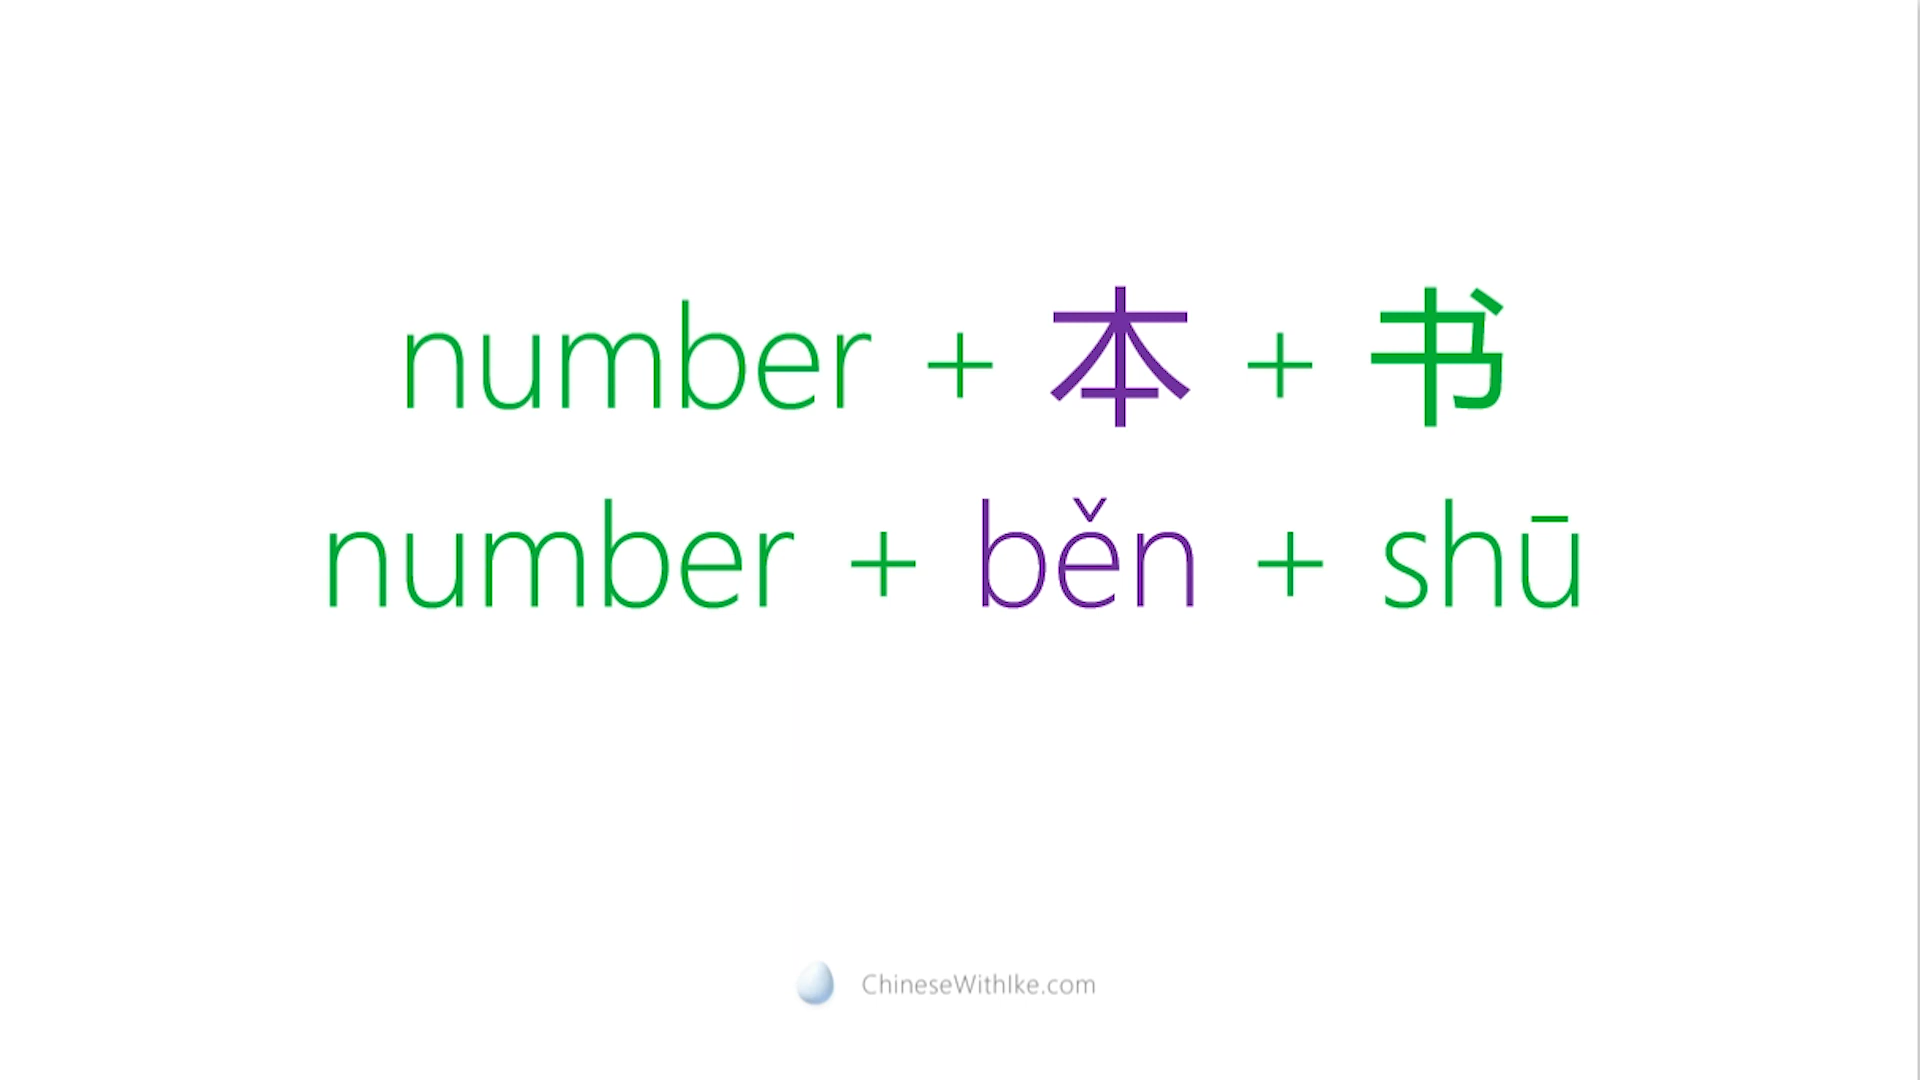 number + 本 + 书
number + běn + shū
ChineseWithIke.com